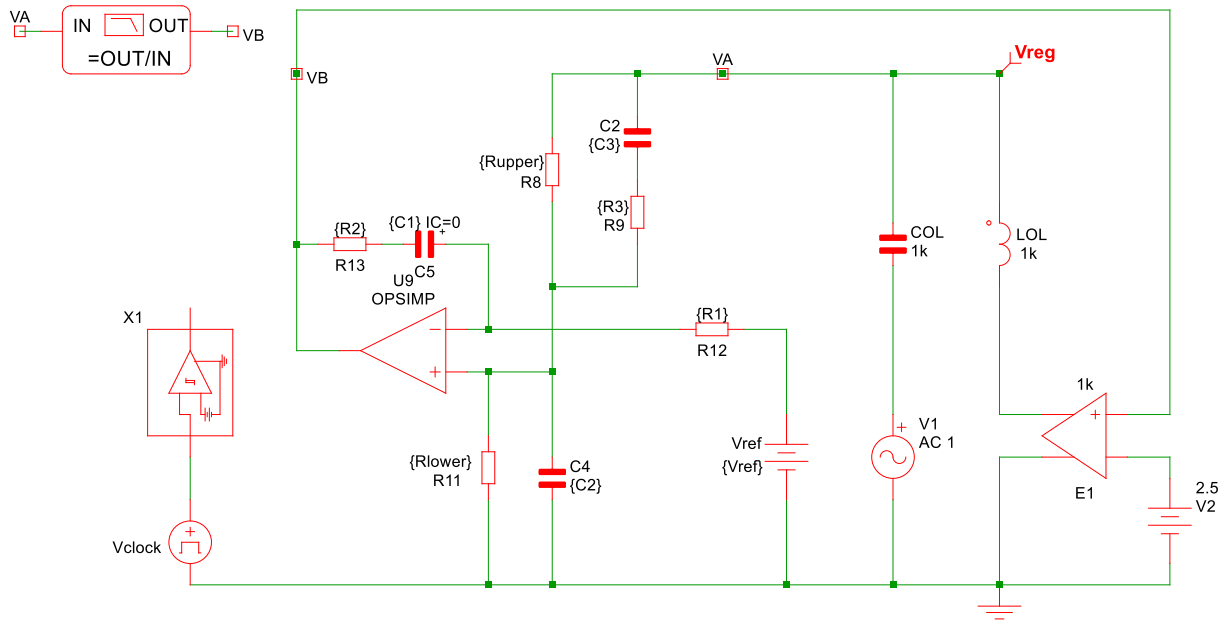 VA
IN
OUT
VB
=OUT/IN
VB
VA
Vreg
{Rupper}
R8
C2
{C3}
{R3}
R9
{R2}
R13
{C1} IC=0
+
C5
U9
OPSIMP
COL
1k
LOL
1k
X1
{R1}
R12
{Rlower}
R11
C4
{C2}
Vref
{Vref}
V1
AC 1
1k
E1
2.5
V2
Vclock